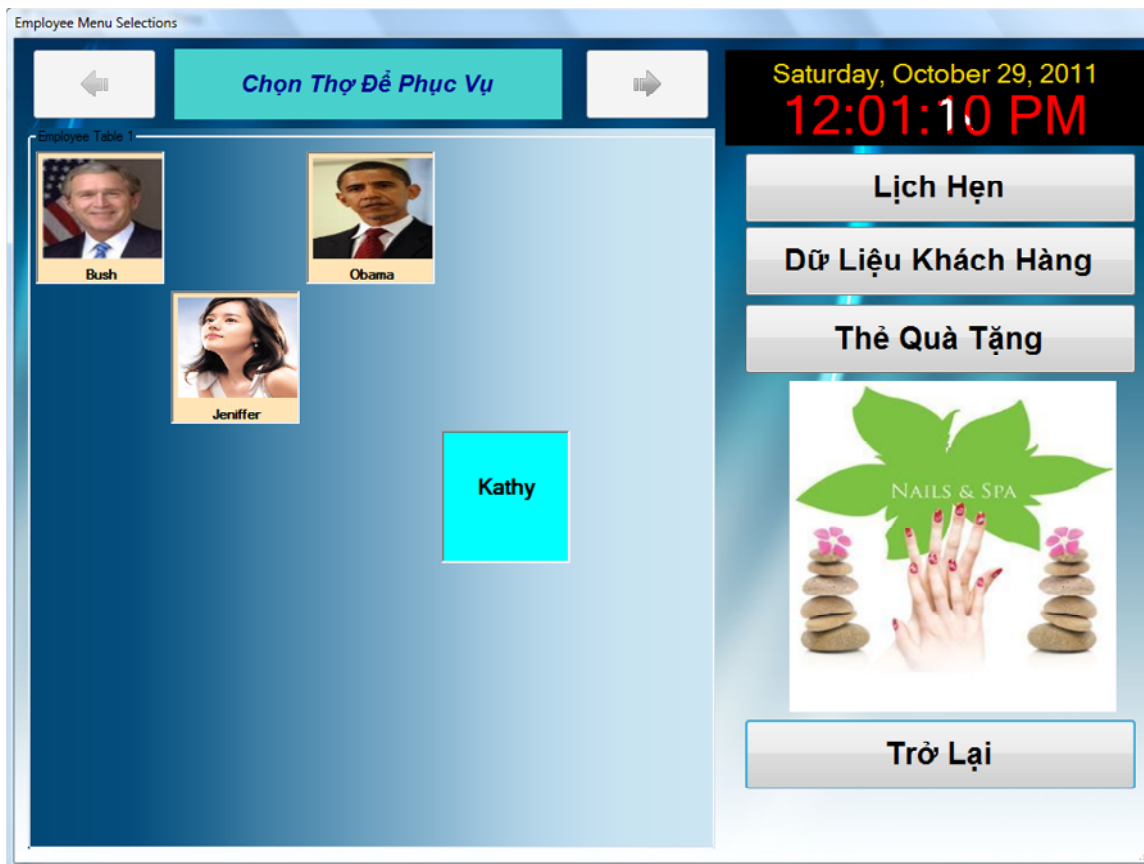 Employee Menu Selections
Chọn Thợ Để Phục Vụ
Saturday, October 29, 2011
12:01:10 PM
Employee Table 1
Bush
Obama
Jeniffer
Kathy
Lịch Hẹn
Dữ Liệu Khách Hàng
Thẻ Quà Tặng
NAILS & SPA
Trở Lại